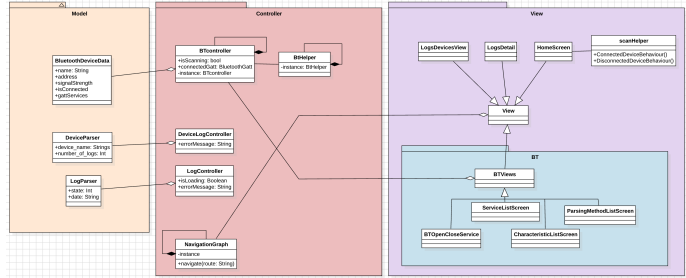 Model
BluetoothDeviceData
+name: String
+address
+signalStrength
+isConnected
+gattServices
DeviceParser
+device_name: Strings
+number_of_logs: Int
LogParser
+state: Int
+date: String
Controller
BTcontroller
+isScanning: bool
+connectedGatt: BluetoothGatt
-instance: BTcontroller
BtHelper
-instance: BtHelper
DeviceLogController
+errorMessage: String
LogController
+isLoading: Boolean
+errorMessage: String
NavigationGraph
-instance
+navigate(route: String)
View
LogsDevicesView
LogsDetail
HomeScreen
scanHelper
+ConnectedDeviceBehaviour()
+DisconnectedDeviceBehaviour()
View
BT
BTViews
ServiceListScreen
ParsingMethodListScreen
BTOpenCloseService
CharacteristicListScreen